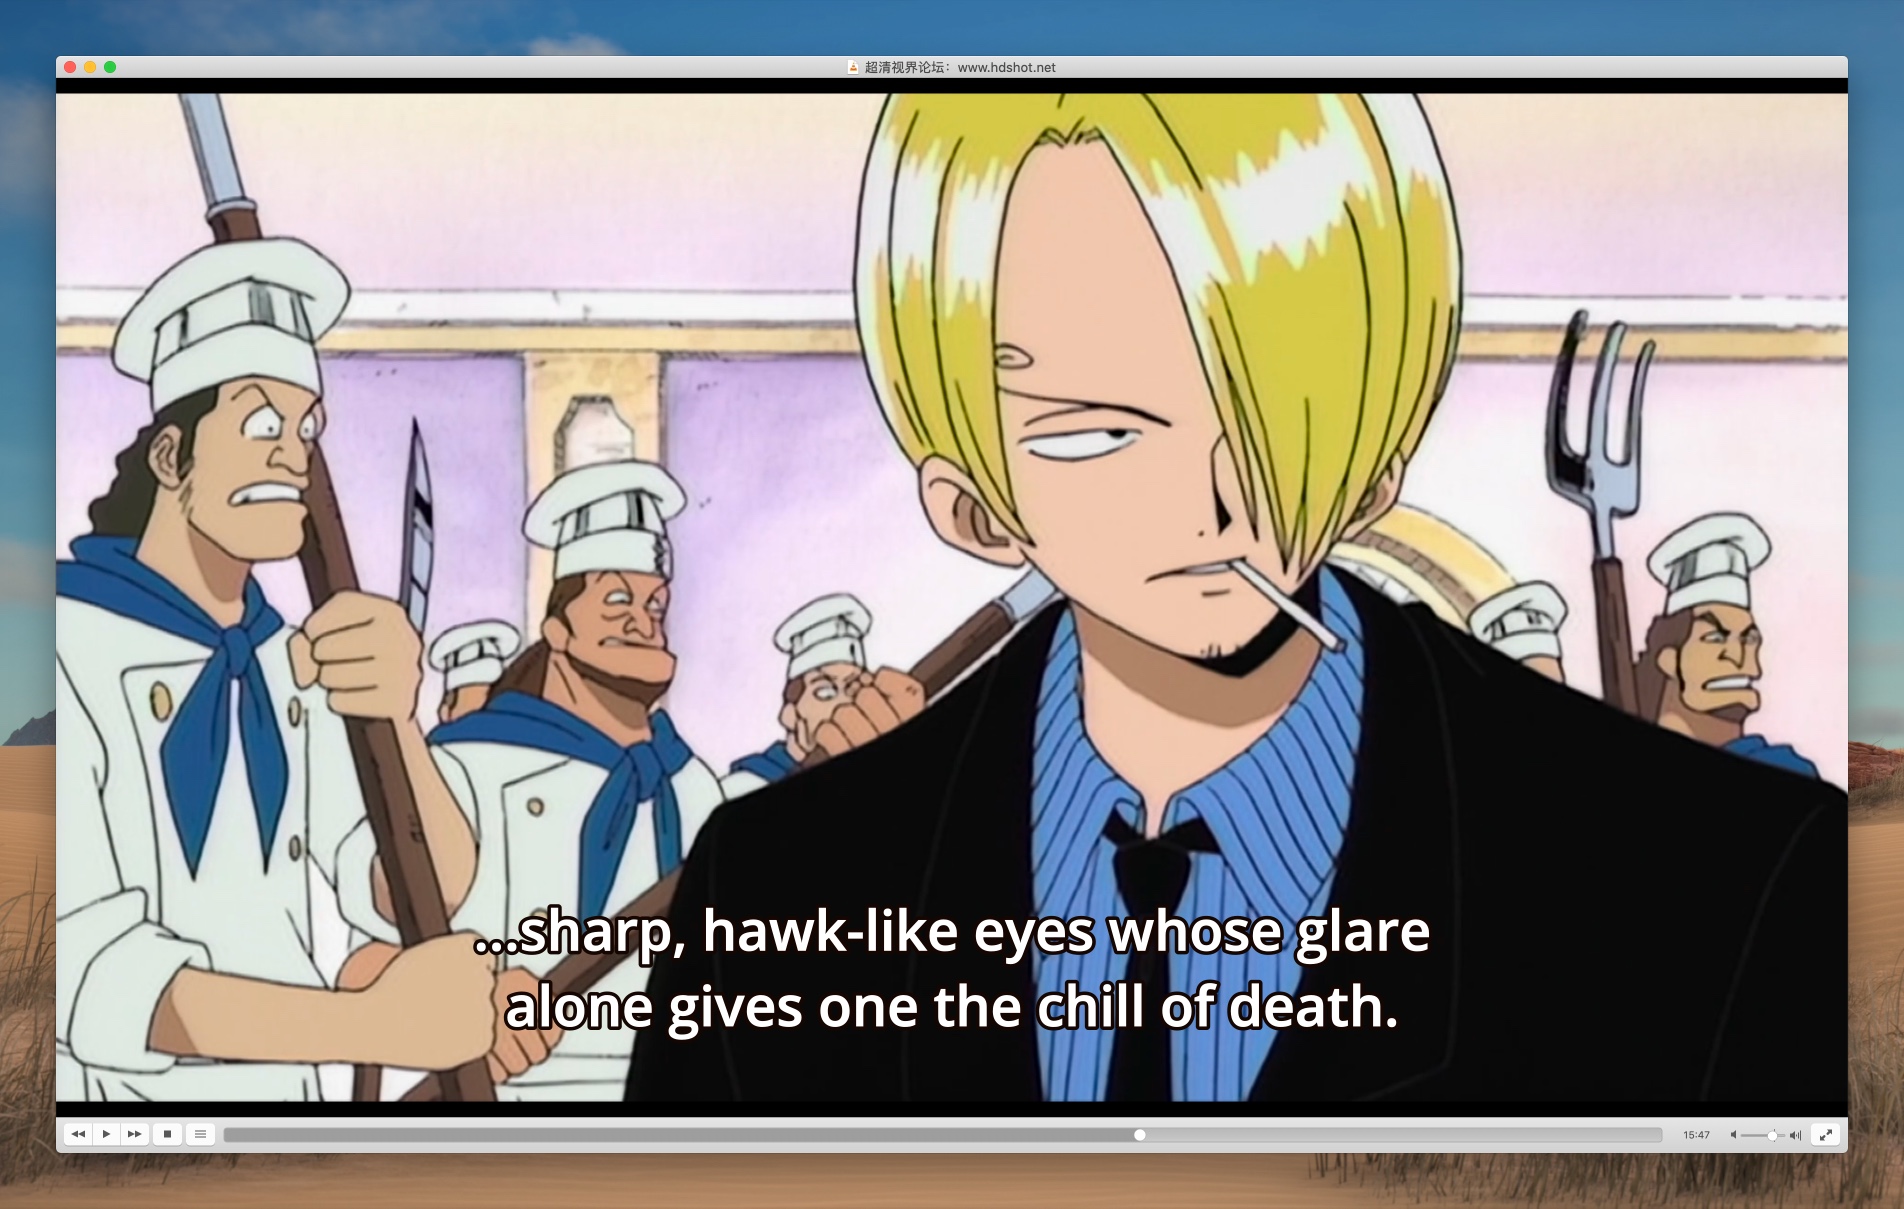 超清视界论坛：www.hdshot.net
...sharp, hawk-like eyes whose glare
alone gives one the chill of death.
15:47